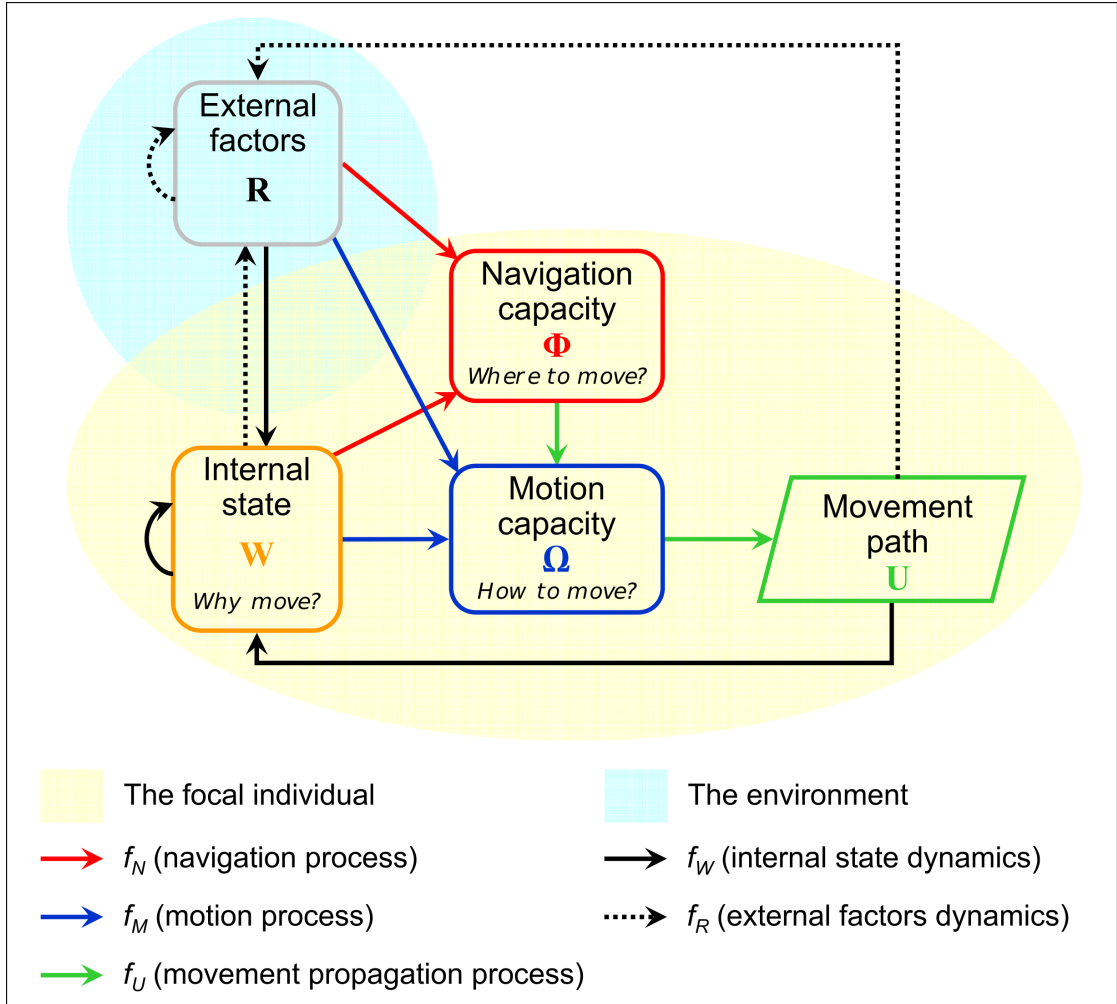 External
factors
R
Navigation
capacity
Φ
Where to move?
Internal
state
W
Why move?
Motion
capacity
Ω
How to move?
Movement
path
U
The focal individual
The environment
f_N (navigation process)
f_W (internal state dynamics)
f_M (motion process)
f_R (external factors dynamics)
f_U (movement propagation process)